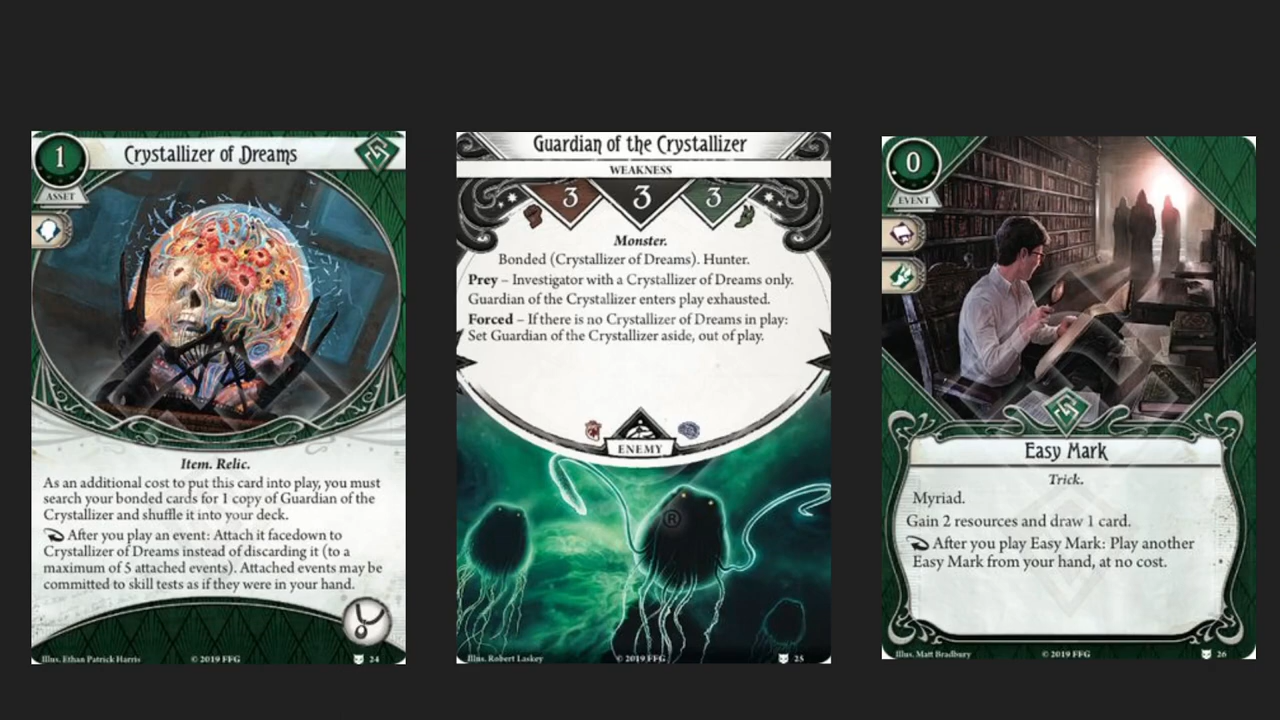 1
Crystallizer of Dreams
ASSET
Item. Relic.
As an additional cost to put this card into play, you must
search your bonded cards for 1 copy of Guardian of the
Crystallizer and shuffle it into your deck.
After you play an event: Attach it facedown to
Crystallizer of Dreams instead of discarding it (to a
maximum of 5 attached events). Attached events may be
committed to skill tests as if they were in your hand.
Illus. Ethan Patrick Harris © 2019 FFG 24
Guardian of the Crystallizer
WEAKNESS
3 3 3
Monster.
Bonded (Crystallizer of Dreams). Hunter.
Prey – Investigator with a Crystallizer of Dreams only.
Guardian of the Crystallizer enters play exhausted.
Forced – If there is no Crystallizer of Dreams in play:
Set Guardian of the Crystallizer aside, out of play.
ENEMY
®
Illus. Robert Laskey © 2019 FFG 25
0
EVENT
Easy Mark
Trick.
Myriad.
Gain 2 resources and draw 1 card.
After you play Easy Mark: Play another
Easy Mark from your hand, at no cost.
Illus. Matt Bradbury © 2019 FFG 26